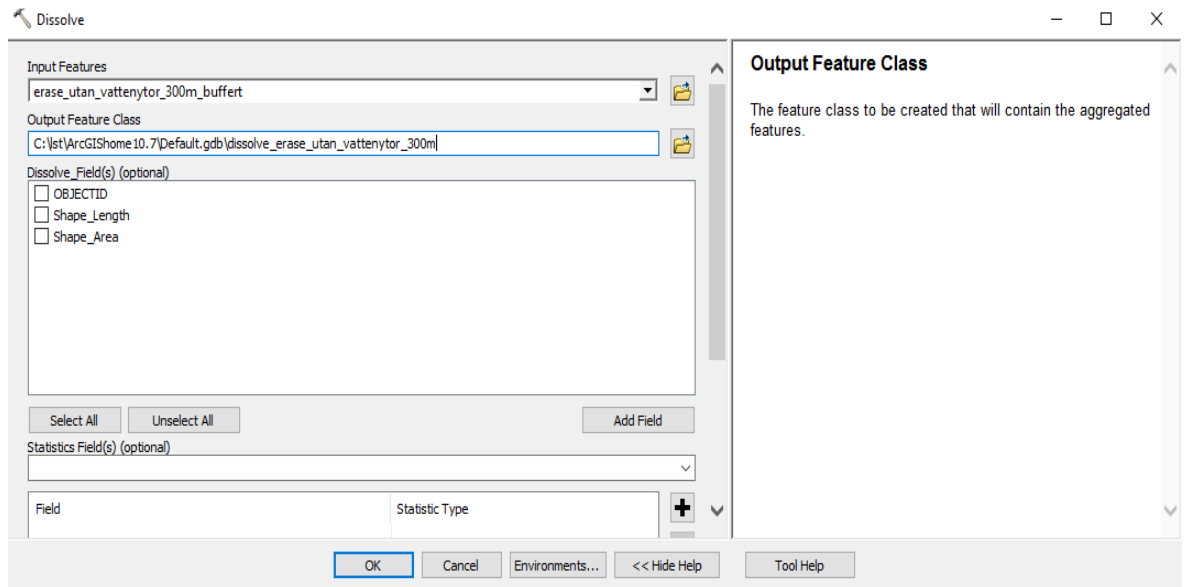 Dissolve
Input Features
erase_utan_vattenytor_300m_buffert
Output Feature Class
C:\lst\ArcGIShome10.7\Default.gdb\dissolve_erase_utan_vattenytor_300m
Dissolve_Field(s) (optional)
OBJECTID
Shape_Length
Shape_Area
Select All Unselect All Add Field
Statistics Field(s) (optional)
Field Statistic Type
OK Cancel Environments... << Hide Help Tool Help
Output Feature Class
The feature class to be created that will contain the aggregated
features.